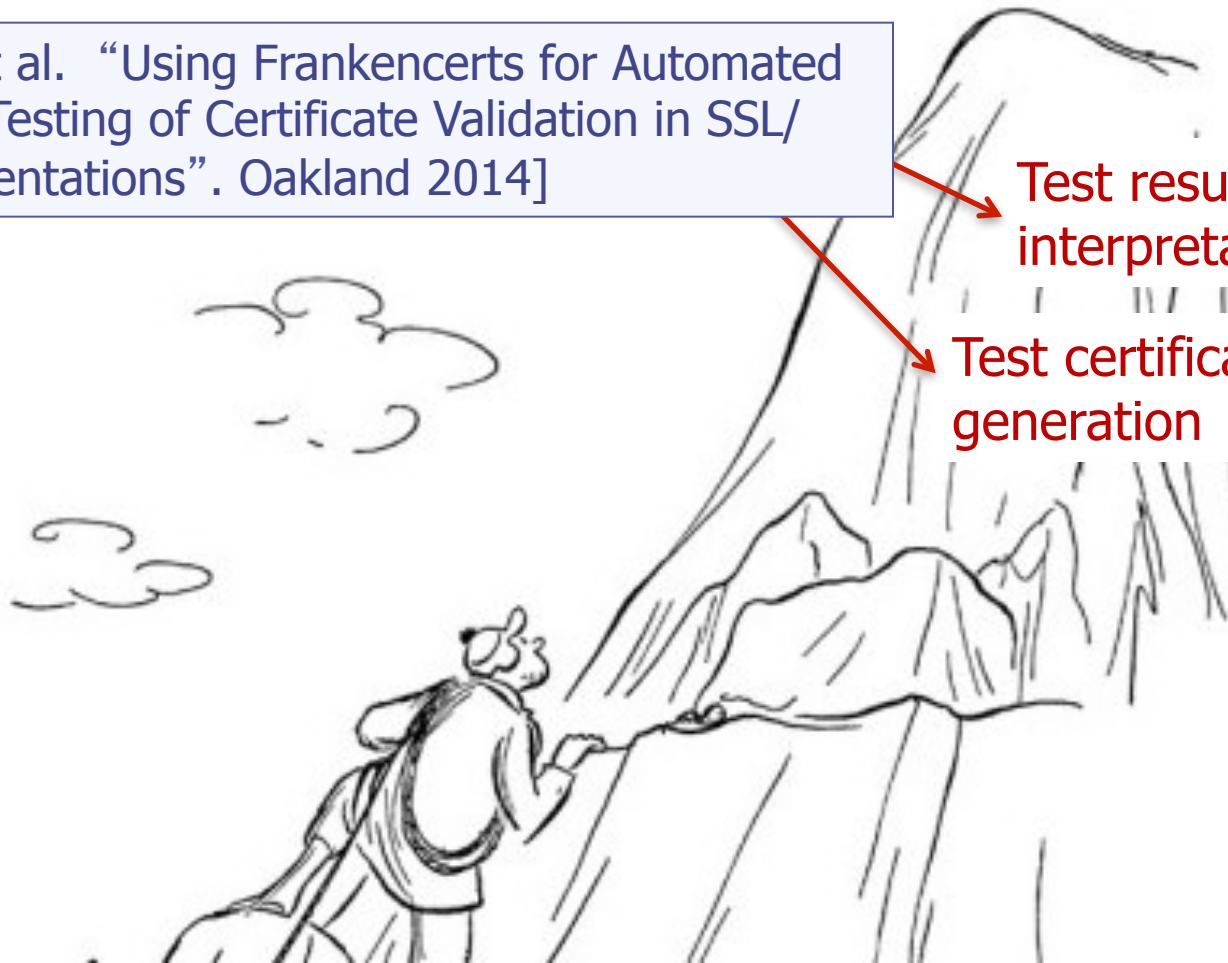 al. “Using Frankencerts for Automated
Testing of Certificate Validation in SSL/
entations”. Oakland 2014]
Test resu
interpreta
Test certifica
generation